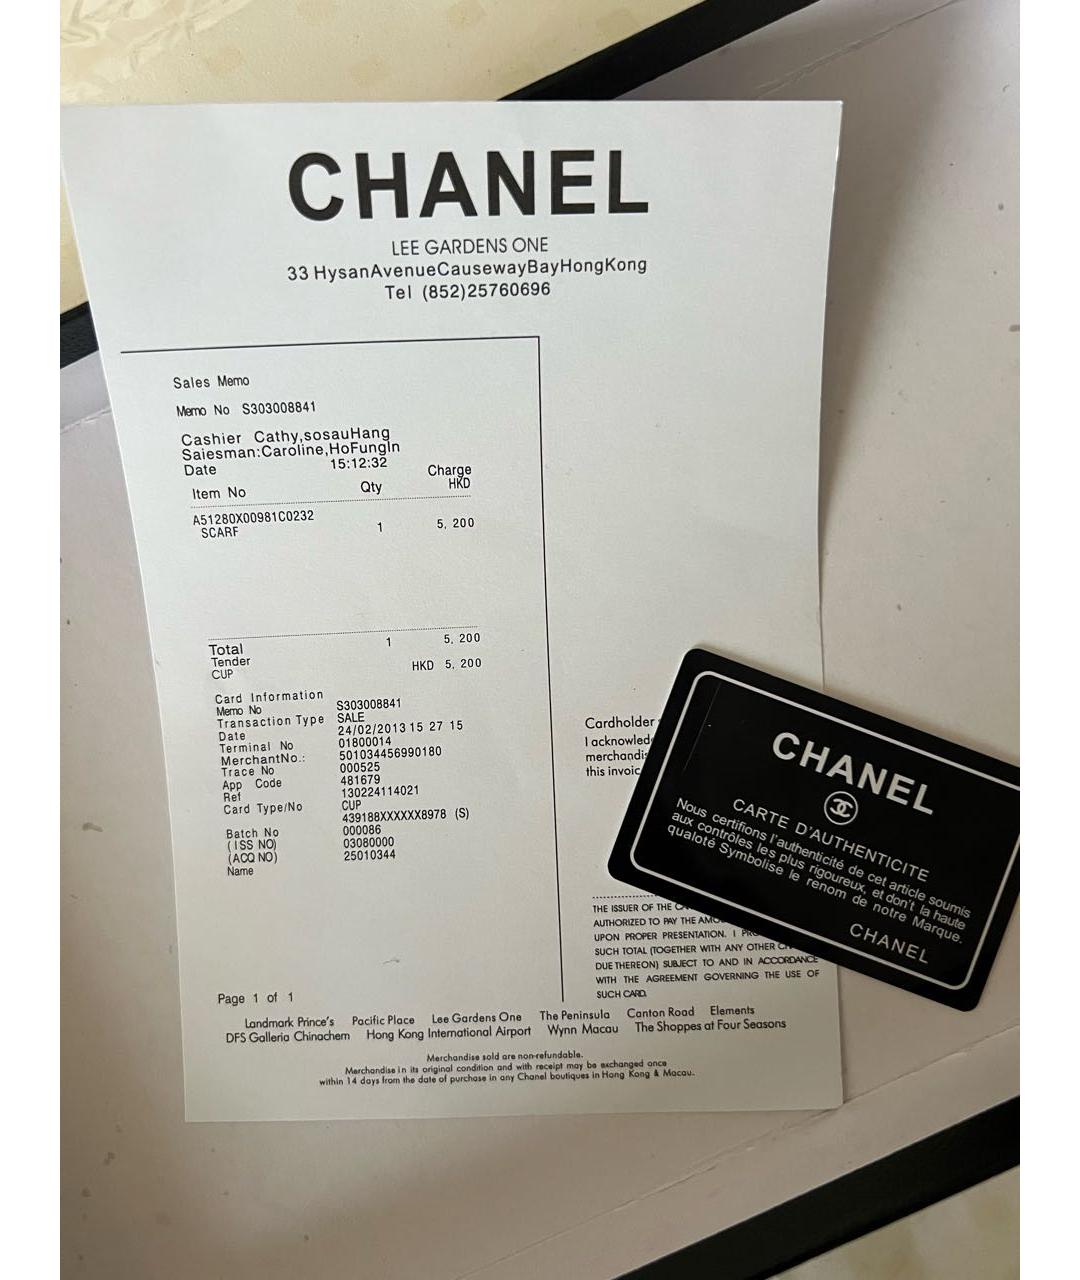 CHANEL
LEE GARDENS ONE
33 HysanAvenueCausewayBayHongKong
Tel (852)25760696
Sales Memo
Memo No S303008841
Cashier Cathy,sosauHang
Saiesman:Caroline,HoFungIn
Date 15:12:32
Item No Qty Charge HKD
A51280X00981C0232
SCARF 1 5, 200
Total 1 5, 200
Tender HKD 5, 200
CUP
Card Information
Memo No S303008841
Transaction Type SALE
Date 24/02/2013 15 27 15
Terminal No 01800014
MerchantNo.: 501034456990180
Trace No 000525
App Code 481679
Ref 130224114021
Card Type/No CUP
439188XXXXXX8978 (S)
Batch No 000086
(ISS NO) 03080000
(ACQ NO) 25010344
Name
Page 1 of 1
Cardholder
I acknowled
merchandis
this invoic
THE ISSUER OF THE
AUTHORIZED TO PAY THE AMO
UPON PROPER PRESENTATION. I PRO
SUCH TOTAL (TOGETHER WITH ANY OTHER CH
DUE THEREON) SUBJECT TO AND IN ACCORDANCE
WITH THE AGREEMENT GOVERNING THE USE OF
SUCH CARD.
Landmark Prince's Pacific Place Lee Gardens One The Peninsula Canton Road Elements
DFS Galleria Chinachem Hong Kong International Airport Wynn Macau The Shoppes at Four Seasons
Merchandise sold are non-refundable.
Merchandise in its original condition and with receipt may be exchanged once
within 14 days from the date of purchase in any Chanel boutiques in Hong Kong & Macau.
CHANEL
CARTE D'AUTHENTICITE
Nous certifions l'authenticité de cet article soumis
aux contrôles les plus rigoureux, et don't la haute
qualoté Symbolise le renom de notre Marque.
CHANEL